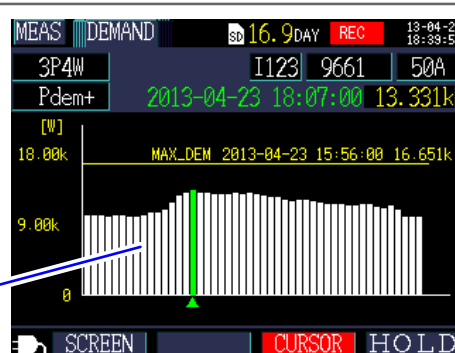 MEAS DEMAND SD 16.9DAY REC 13-04-2
18:39:5
3P4W I123 9661 50A
Pdem+ 2013-04-23 18:07:00 13.331k
[W]
18.00k MAX_DEM 2013-04-23 15:56:00 16.651k
9.00k
0
SCREEN CURSOR HOLD